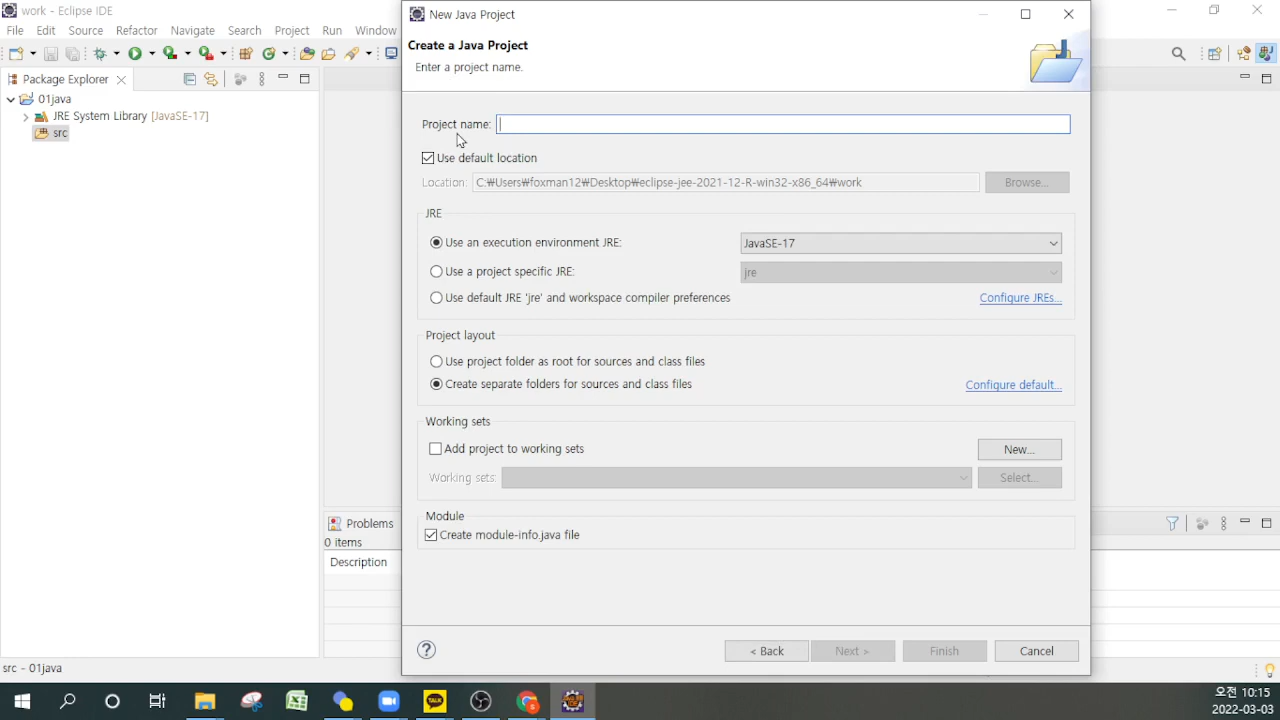 work - Eclipse IDE
File Edit Source Refactor Navigate Search Project Run Window
Package Explorer
01java
JRE System Library [JavaSE-17]
src
New Java Project
Create a Java Project
Enter a project name.
Project name:
Use default location
Location: C:₩Users₩foxman12₩Desktop₩eclipse-jee-2021-12-R-win32-x86_64₩work Browse...
JRE
Use an execution environment JRE: JavaSE-17
Use a project specific JRE: jre
Use default JRE 'jre' and workspace compiler preferences Configure JREs...
Project layout
Use project folder as root for sources and class files
Create separate folders for sources and class files Configure default...
Working sets
Add project to working sets New...
Working sets: Select...
Module
Create module-info.java file
? < Back Next > Finish Cancel
Problems
0 items
Description
src - 01java
TALK
오전 10:15
2022-03-03